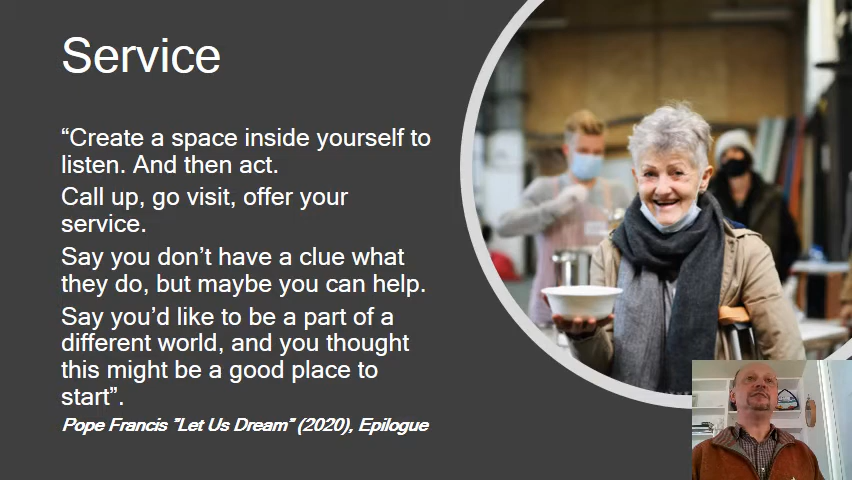 Service
“Create a space inside yourself to
listen. And then act.
Call up, go visit, offer your
service.
Say you don’t have a clue what
they do, but maybe you can help.
Say you’d like to be a part of a
different world, and you thought
this might be a good place to
start”.
Pope Francis ”Let Us Dream” (2020), Epilogue